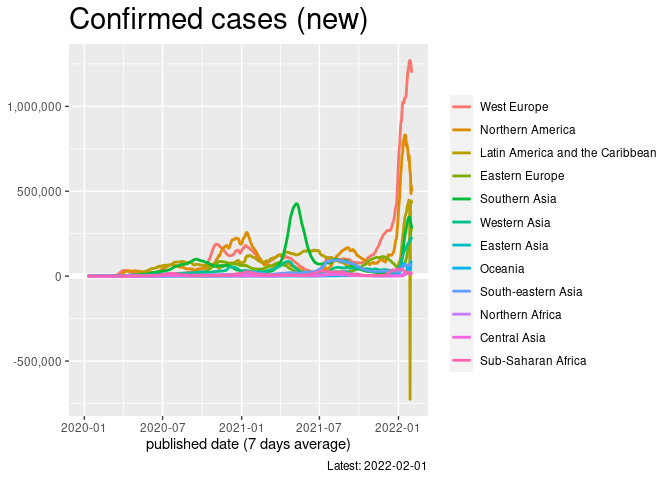 Confirmed cases (new)
1,000,000
500,000
0
-500,000
2020-01
2020-07
2021-01
2021-07
2022-01
published date (7 days average)
Latest: 2022-02-01
West Europe
Northern America
Latin America and the Caribbean
Eastern Europe
Southern Asia
Western Asia
Eastern Asia
Oceania
South-eastern Asia
Northern Africa
Central Asia
Sub-Saharan Africa